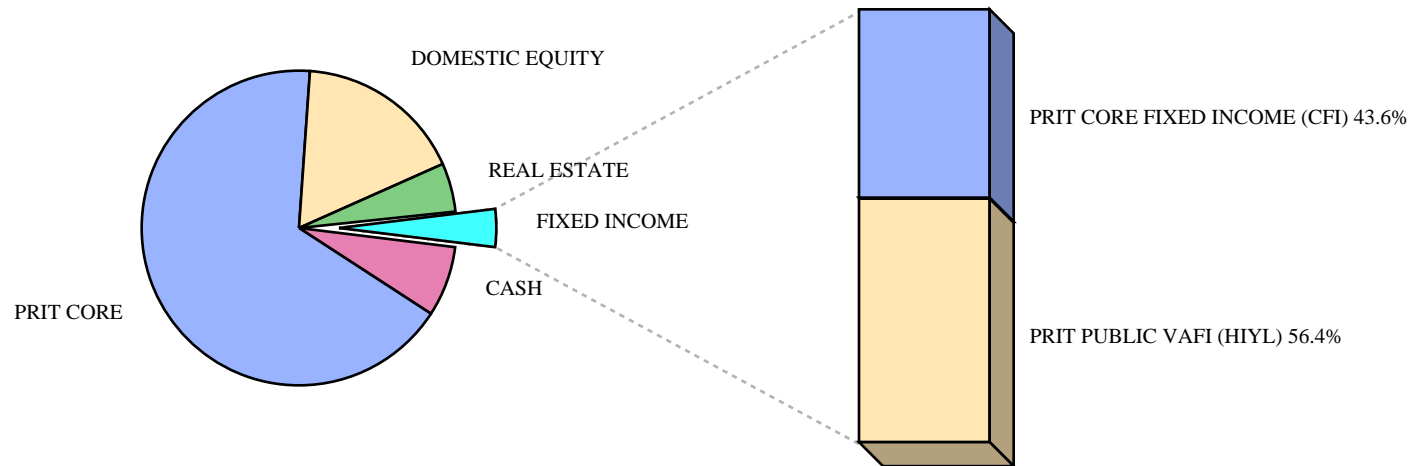 DOMESTIC EQUITY
REAL ESTATE
FIXED INCOME
CASH
PRIT CORE
PRIT CORE FIXED INCOME (CFI) 43.6%
PRIT PUBLIC VAFI (HIYL) 56.4%